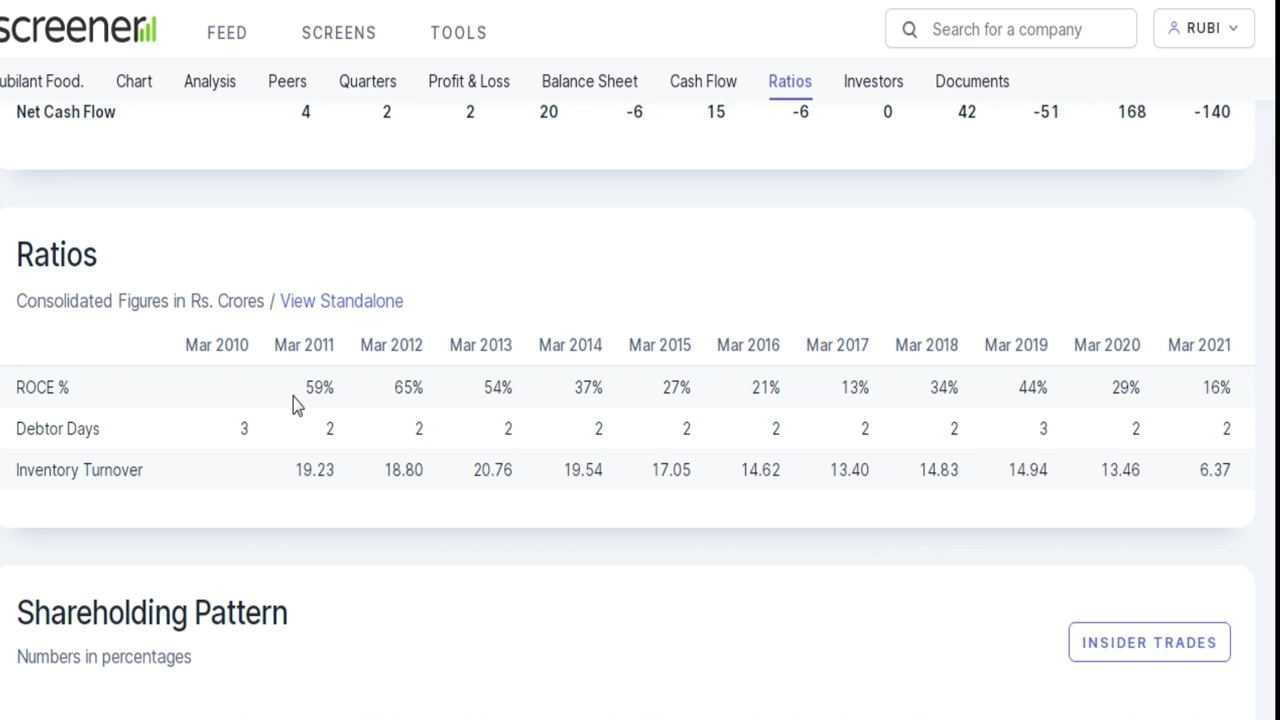 screener
FEED SCREENS TOOLS Search for a company RUBI
ubilant Food. Chart Analysis Peers Quarters Profit & Loss Balance Sheet Cash Flow Ratios Investors Documents
Net Cash Flow 4 2 2 20 -6 15 -6 0 42 -51 168 -140
Ratios
Consolidated Figures in Rs. Crores / View Standalone
Mar 2010 Mar 2011 Mar 2012 Mar 2013 Mar 2014 Mar 2015 Mar 2016 Mar 2017 Mar 2018 Mar 2019 Mar 2020 Mar 2021
ROCE % 59% 65% 54% 37% 27% 21% 13% 34% 44% 29% 16%
Debtor Days 3 2 2 2 2 2 2 2 2 3 2 2
Inventory Turnover 19.23 18.80 20.76 19.54 17.05 14.62 13.40 14.83 14.94 13.46 6.37
Shareholding Pattern
Numbers in percentages
INSIDER TRADES